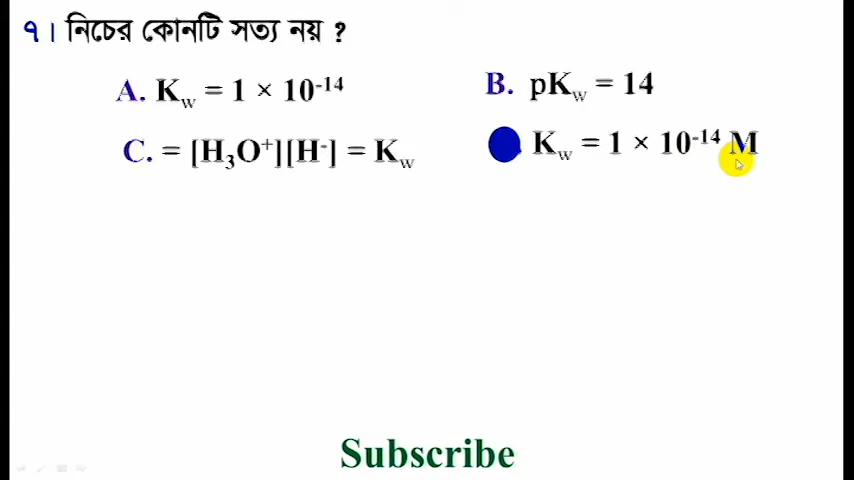 ৭। নিচের কোনটি সত্য নয় ?
A. Kw = 1 × 10⁻¹⁴
B. pKw = 14
C. = [H₃O⁺][H⁻] = Kw
Kw = 1 × 10⁻¹⁴ M
Subscribe